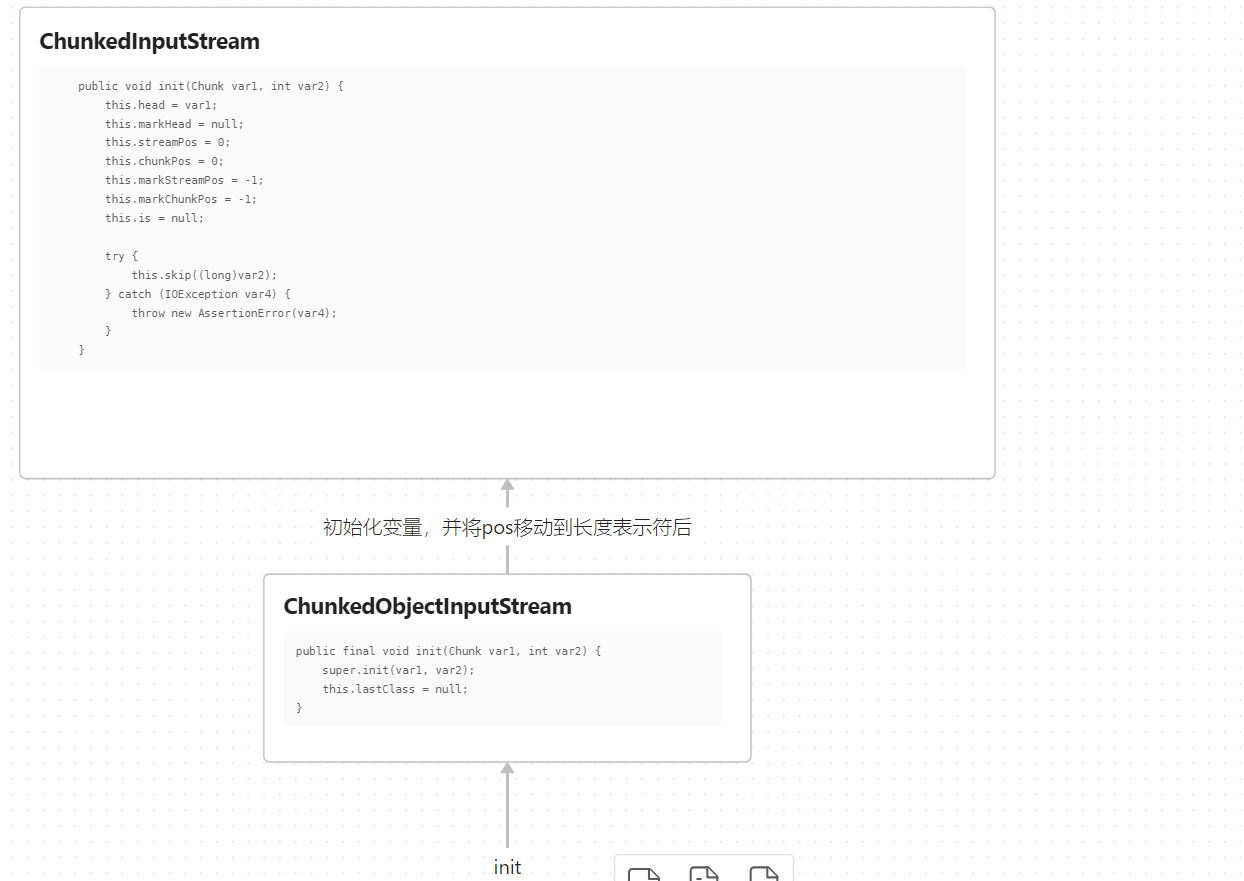 ChunkedInputStream
public void init(Chunk var1, int var2) {
this.head = var1;
this.markHead = null;
this.streamPos = 0;
this.chunkPos = 0;
this.markStreamPos = -1;
this.markChunkPos = -1;
this.is = null;
try {
this.skip((long)var2);
} catch (IOException var4) {
throw new AssertionError(var4);
}
}
初始化变量，并将pos移动到长度表示符后
ChunkedObjectInputStream
public final void init(Chunk var1, int var2) {
super.init(var1, var2);
this.lastClass = null;
}
init